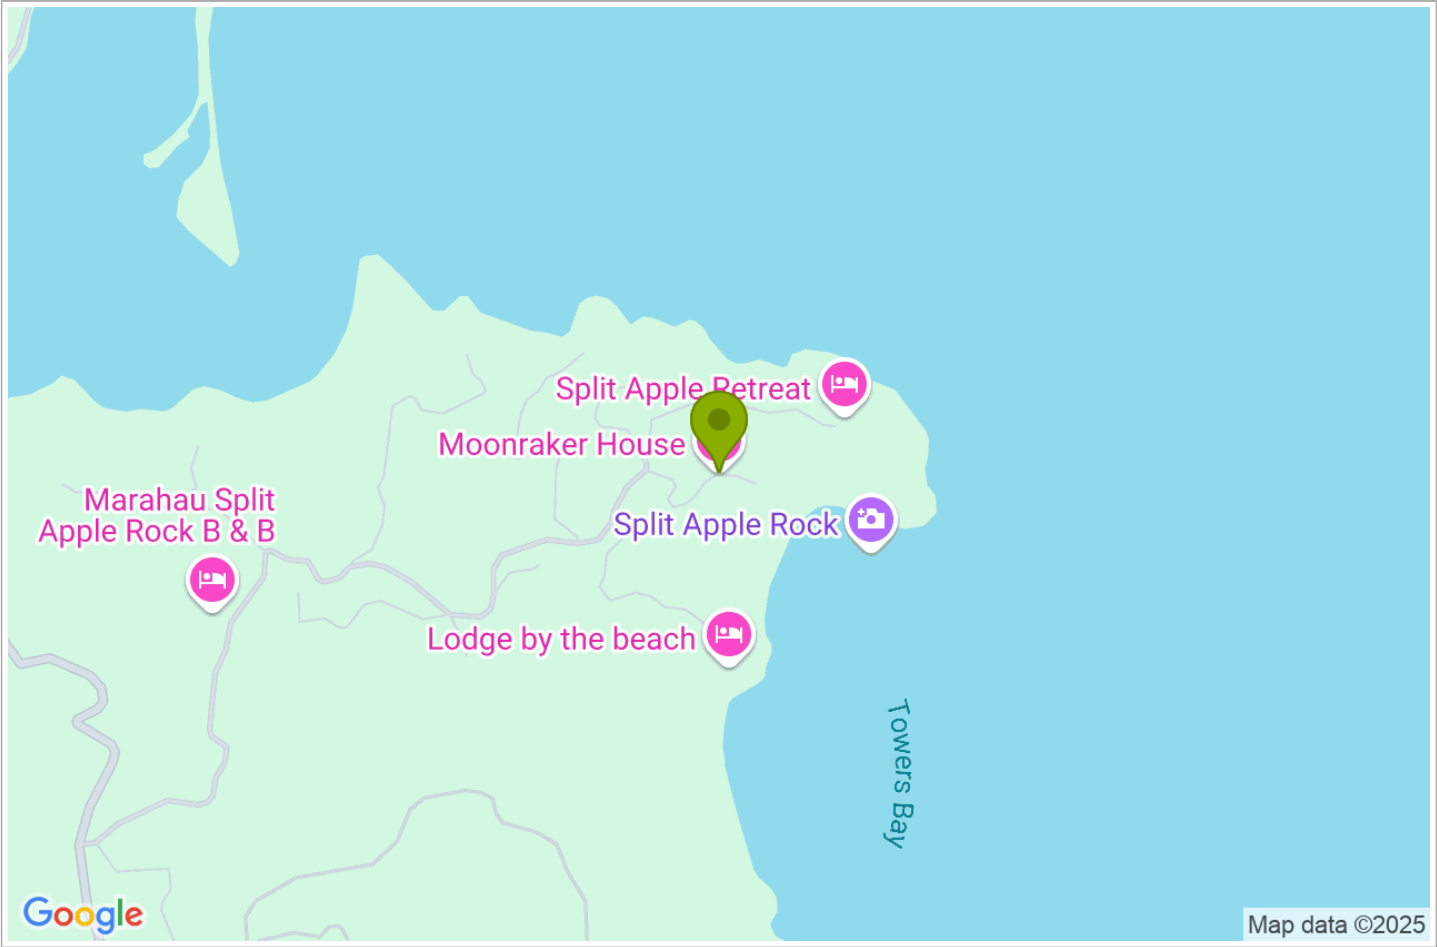 Split Apple Retreat
Moonraker House
Marahau Split
Apple Rock B & B
Split Apple Rock
Lodge by the beach
Towers Bay
Google
Map data ©2025